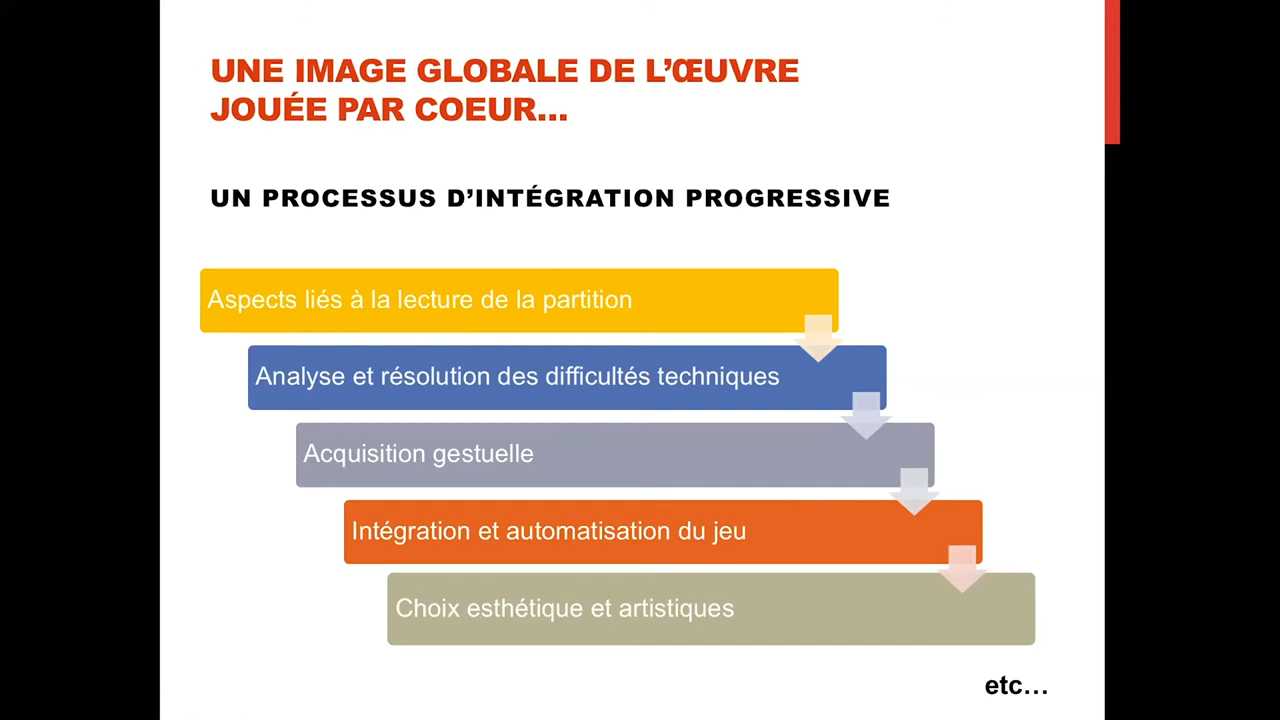 UNE IMAGE GLOBALE DE L’ŒUVRE
JOUÉE PAR COEUR...
UN PROCESSUS D’INTÉGRATION PROGRESSIVE
Aspects liés à la lecture de la partition
Analyse et résolution des difficultés techniques
Acquisition gestuelle
Intégration et automatisation du jeu
Choix esthétique et artistiques
etc…